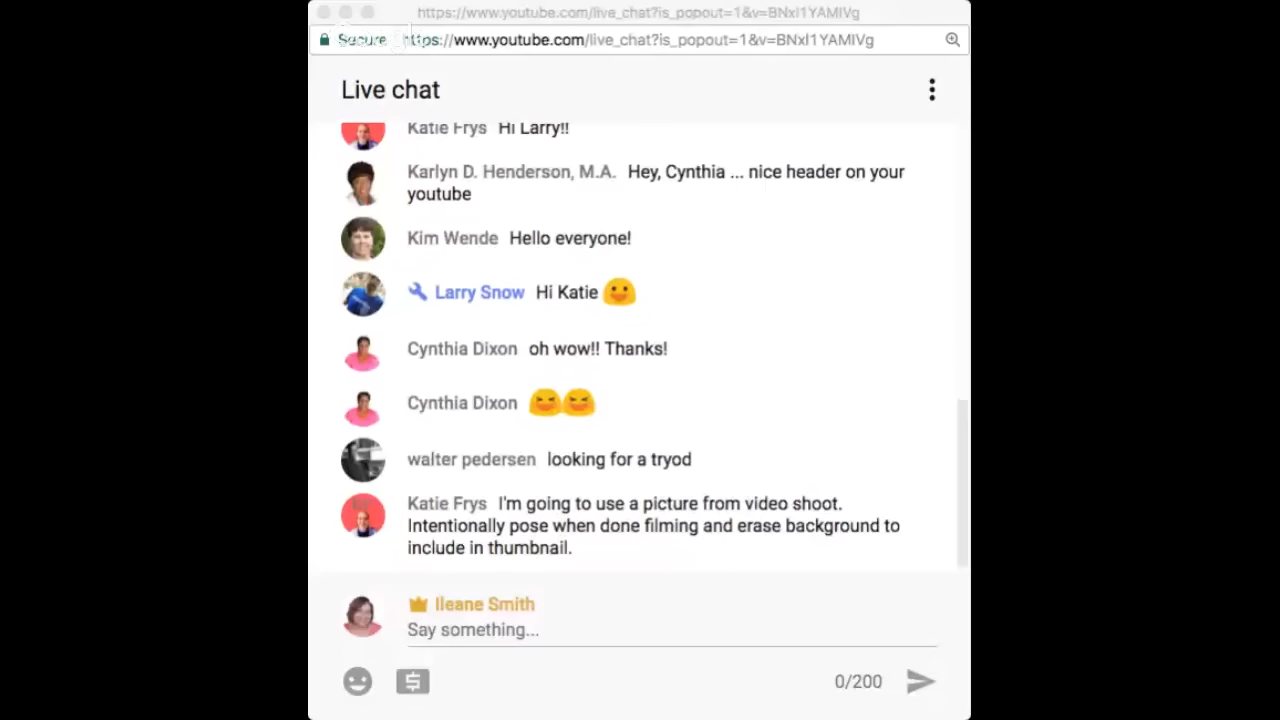 https://www.youtube.com/live_chat?is_popout=1&v=BNxl1YAMIVg
Secure https://www.youtube.com/live_chat?is_popout=1&v=BNxl1YAMIVg
Live chat
Katie Frys Hi Larry!!
Karlyn D. Henderson, M.A. Hey, Cynthia ... nice header on your
youtube
Kim Wende Hello everyone!
Larry Snow Hi Katie
Cynthia Dixon oh wow!! Thanks!
Cynthia Dixon
walter pedersen looking for a tryod
Katie Frys I'm going to use a picture from video shoot.
Intentionally pose when done filming and erase background to
include in thumbnail.
Ileane Smith
Say something...
0/200